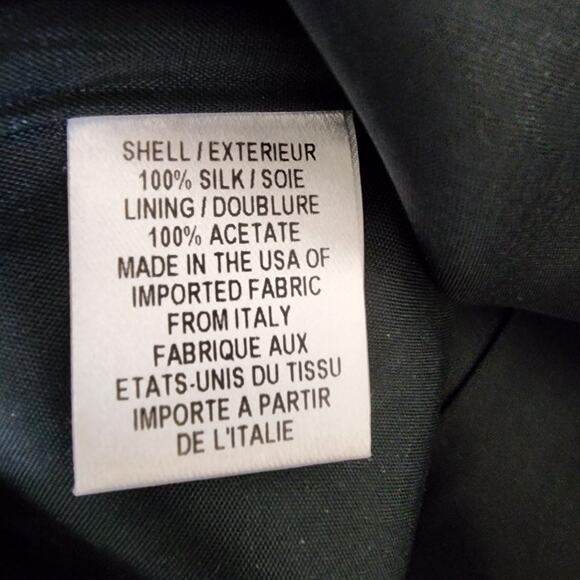 SHELL / EXTERIEUR
100% SILK / SOIE
LINING / DOUBLURE
100% ACETATE
MADE IN THE USA OF
IMPORTED FABRIC
FROM ITALY
FABRIQUE AUX
ETATS-UNIS DU TISSU
IMPORTE A PARTIR
DE L'ITALIE